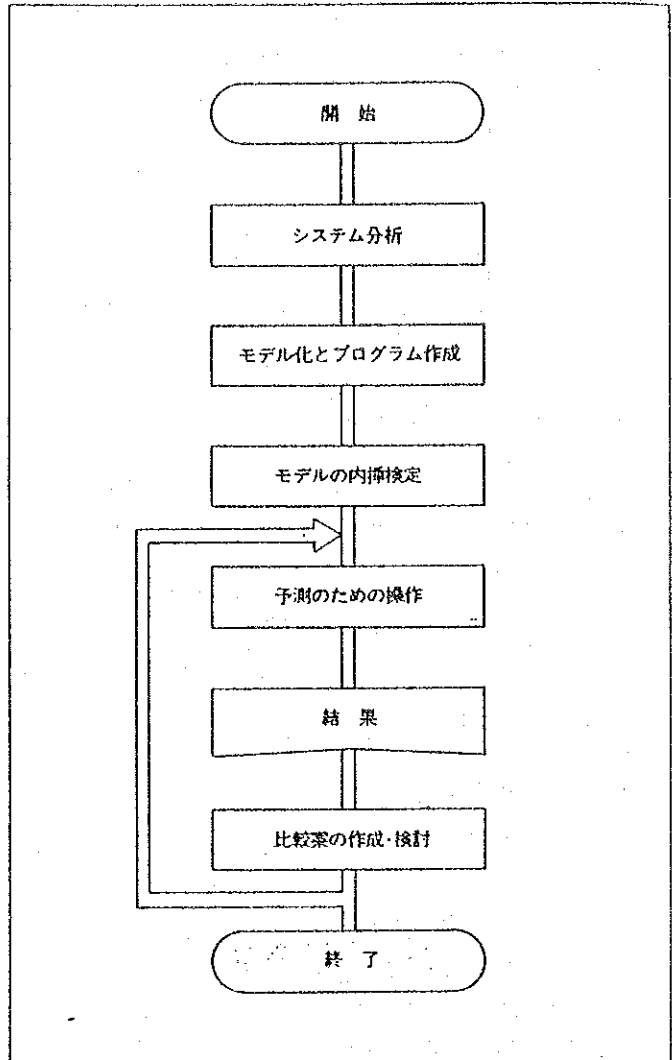 開始
システム分析
モデル化とプログラム作成
モデルの内挿検定
予測のための操作
結果
比較案の作成・検討
終了